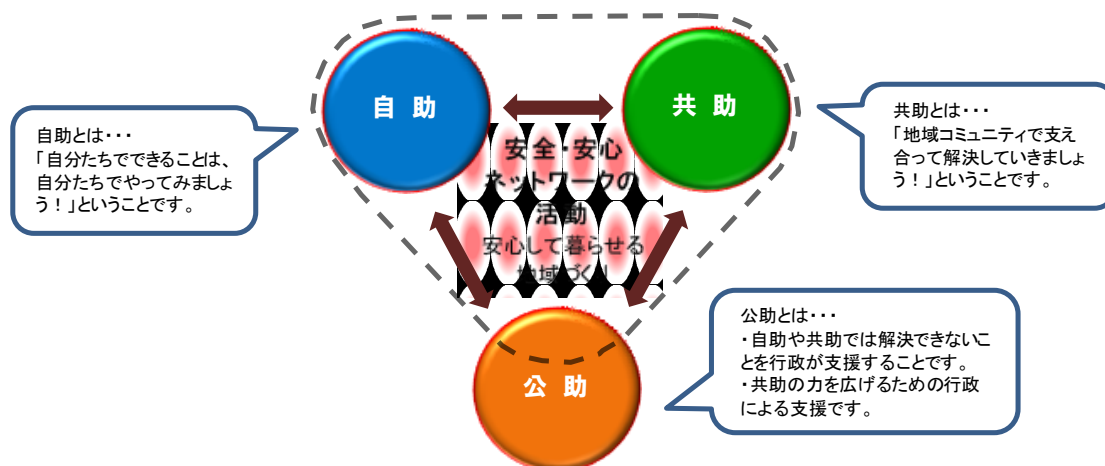 自 助
共 助
自助とは・・・
「自分たちでできることは、
自分たちでやってみましょ
う！」ということです。
共助とは・・・
「地域コミュニティで支え
合って解決していきましょ
う！」ということです。
安全・安心
ネットワークの
活動
安心して暮らせる
地域づくり
公 助
公助とは・・・
・自助や共助では解決できないこ
とを行政が支援することです。
・共助の力を広げるための行政
による支援です。